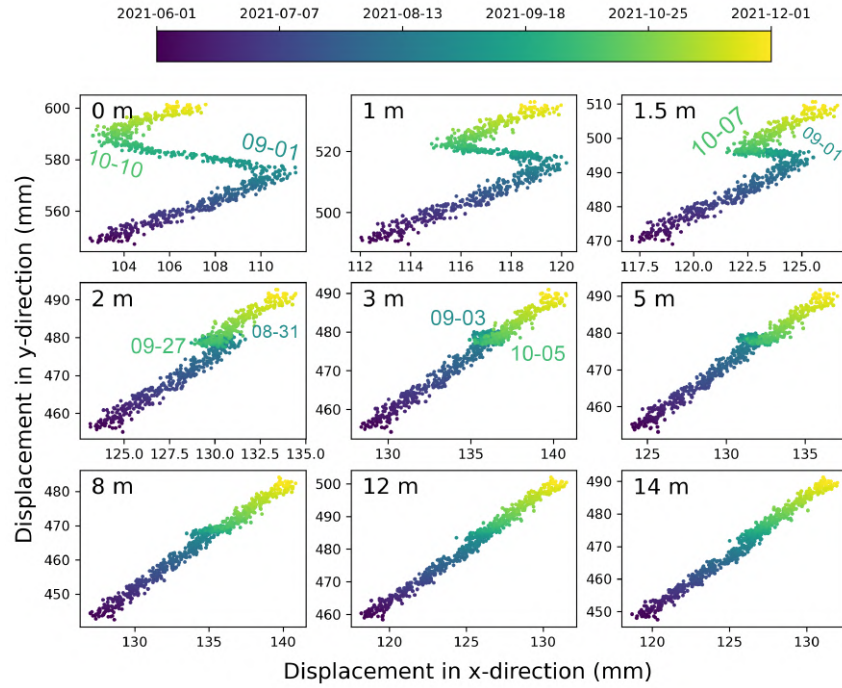 2021-06-01 2021-07-07 2021-08-13 2021-09-18 2021-10-25 2021-12-01
Displacement in y-direction (mm)
0 m
09-01
10-10
600
580
560
104 106 108 110
1 m
520
500
112 114 116 118 120
1.5 m
10-07
09-01
510
500
490
480
470
117.5 120.0 122.5 125.0
2 m
09-27
08-31
490
480
470
460
125.0 127.5 130.0 132.5 135.0
3 m
09-03
10-05
490
480
470
460
130 135 140
5 m
490
480
470
460
125 130 135
8 m
480
470
460
450
130 135 140
12 m
500
490
480
470
460
120 125 130
14 m
490
480
470
460
450
120 125 130
Displacement in x-direction (mm)